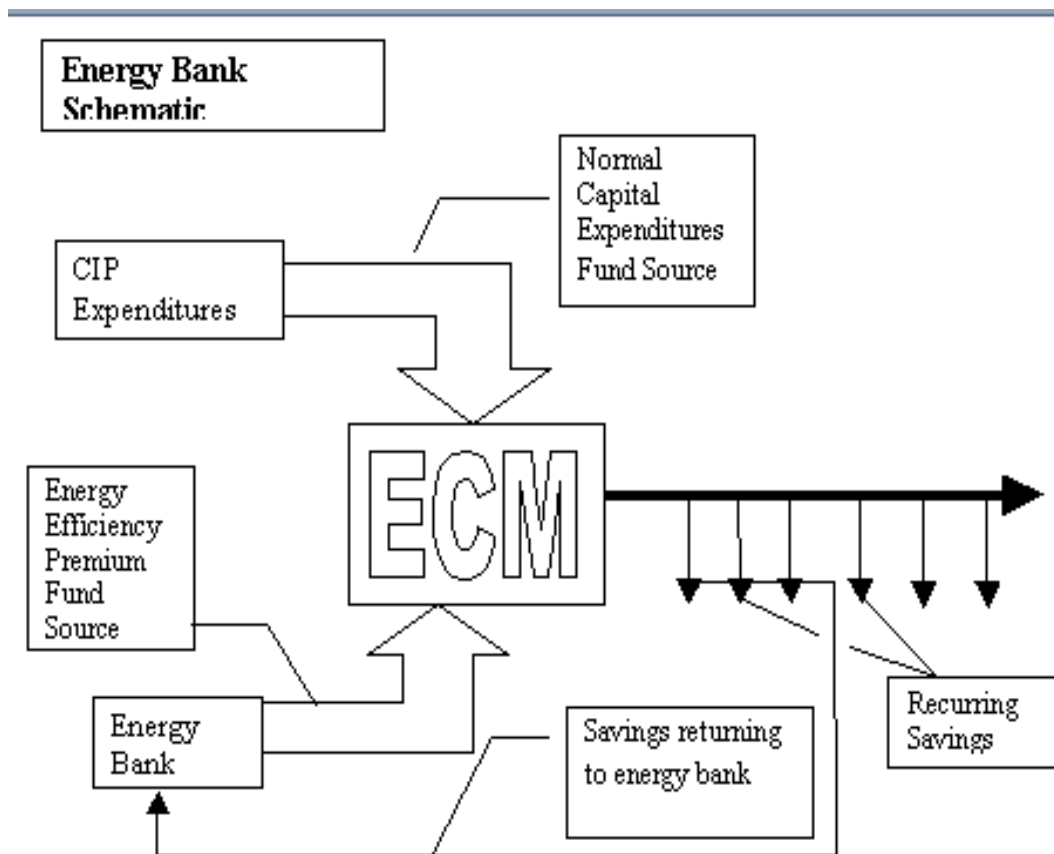 Energy Bank
Schematic
Normal
Capital
Expenditures
Fund Source
CIP
Expenditures
ECM
Energy
Efficiency
Premium
Fund
Source
Energy
Bank
Savings returning
to energy bank
Recurring
Savings